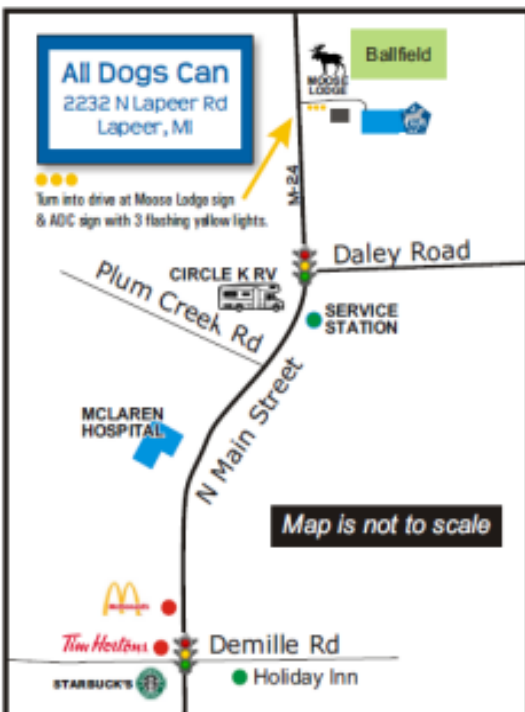 All Dogs Can
2232 N Lapeer Rd
Lapeer, MI
Turn into drive at Moose Lodge sign
& ADC sign with 3 flashing yellow lights.
MOOSE
LODGE
Ballfield
M-24
Daley Road
CIRCLE K RV
Plum Creek Rd
SERVICE
STATION
MCLAREN
HOSPITAL
N Main Street
Map is not to scale
McDonald's
Tim Hortons
Demille Rd
STARBUCK'S
Holiday Inn